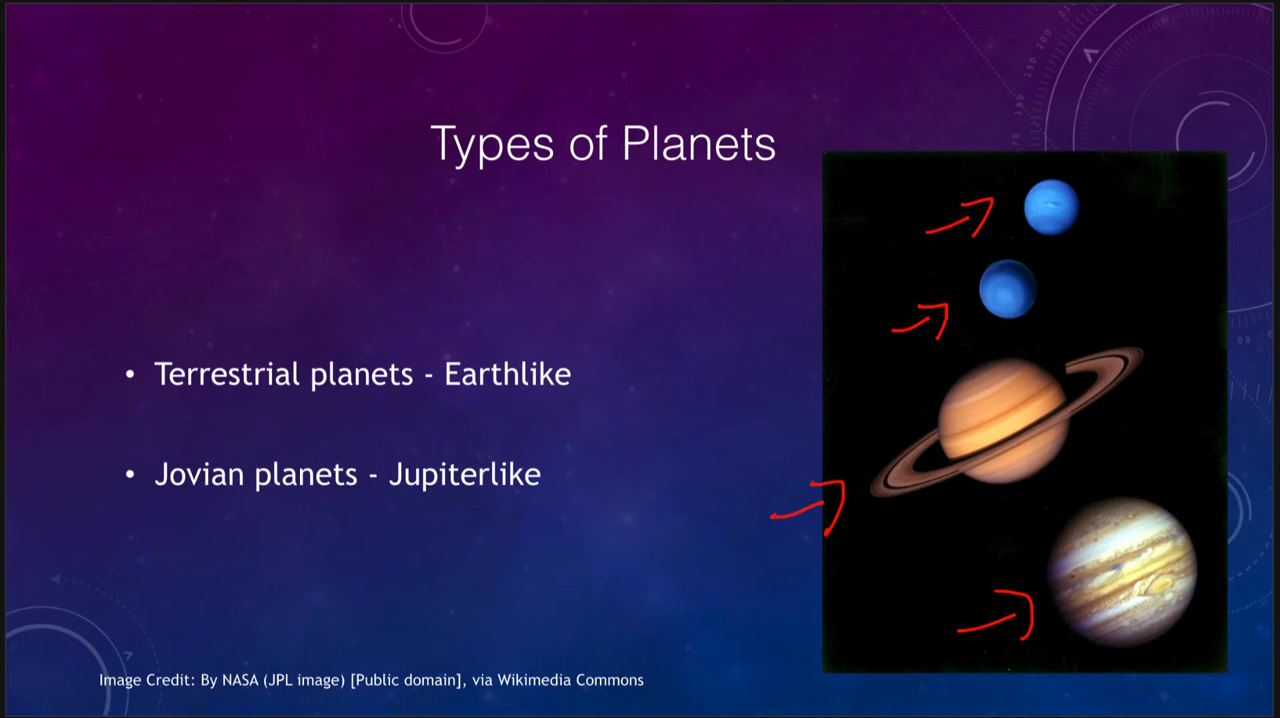 Types of Planets
• Terrestrial planets - Earthlike
• Jovian planets - Jupiterlike
Image Credit: By NASA (JPL image) [Public domain], via Wikimedia Commons